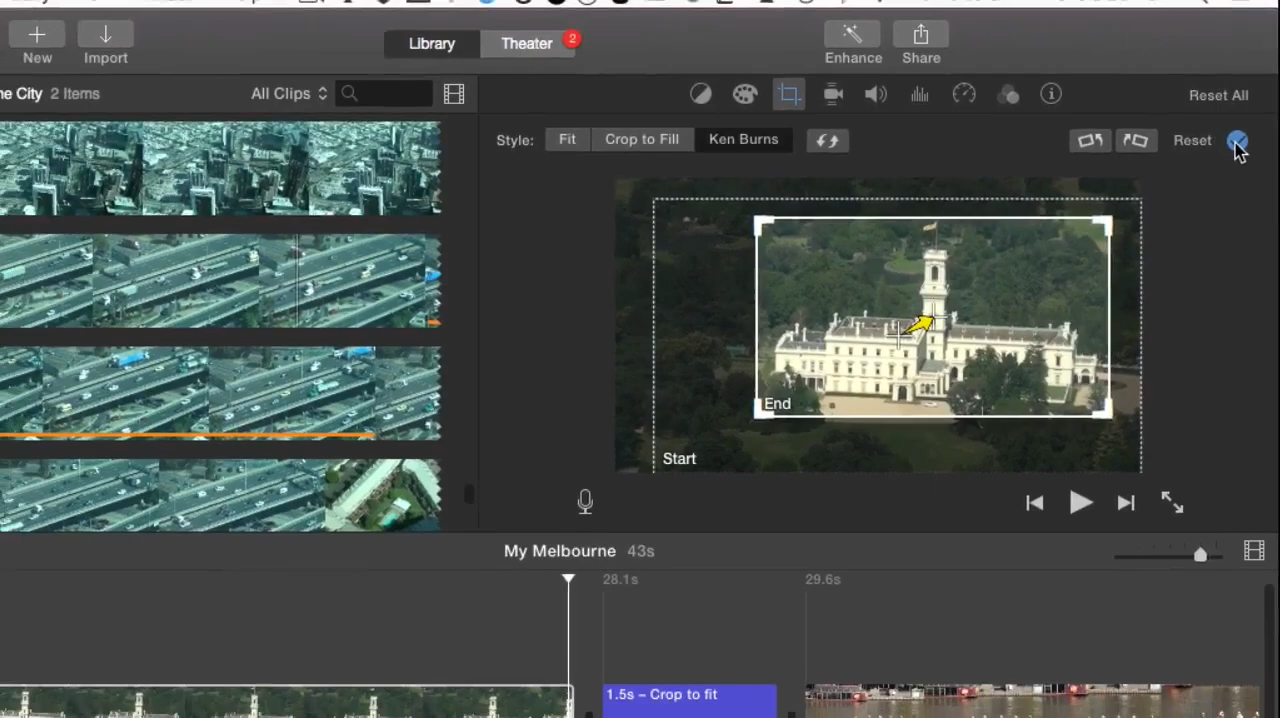 New
Import
Library
Theater
2
Enhance
Share
ne City 2 Items
All Clips
Reset All
Style:
Fit
Crop to Fill
Ken Burns
Reset
End
Start
My Melbourne 43s
28.1s
29.6s
1.5s – Crop to fit